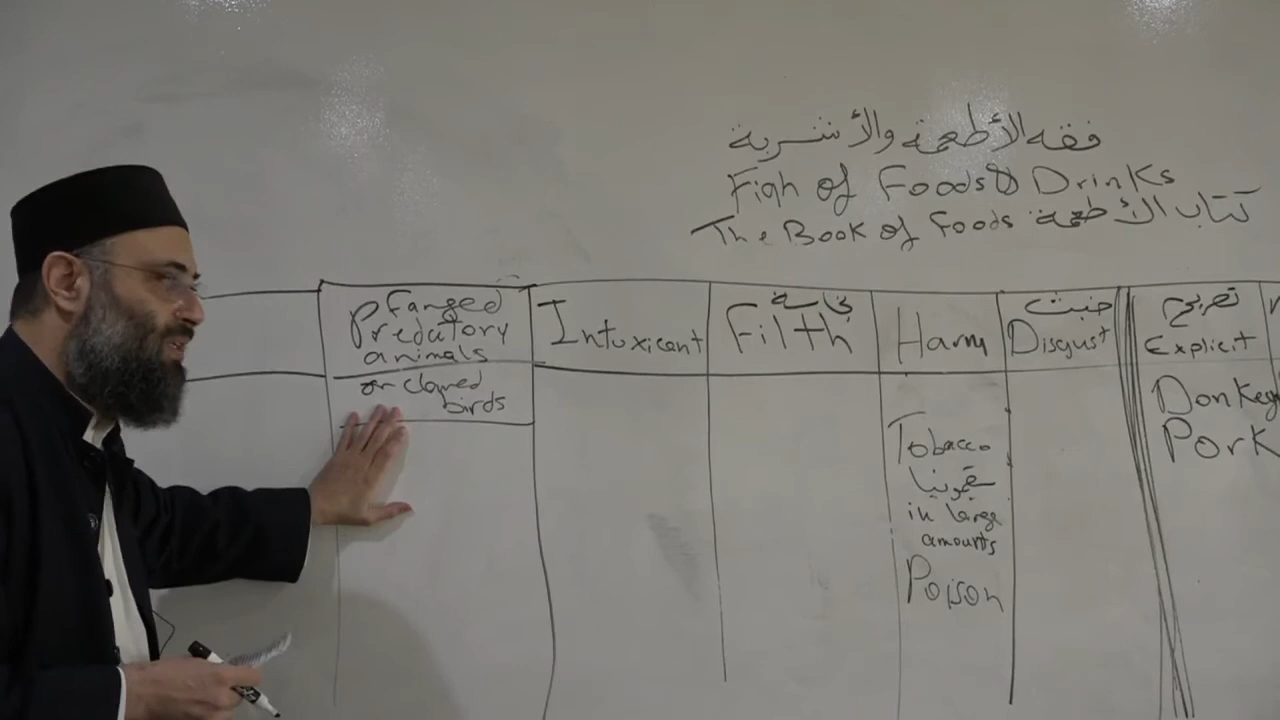 فقه الأطعمة والأشربة
Fiqh of Foods & Drinks
The Book of Foods كتاب الأطعمة
Fanged
Predatory
animals
or clawed
birds
Intoxicant
نجاسة
Filth
Harm
Tobacco
سقمونيا
in large
amounts
Poison
خبث
Disgust
تصريح
Explicit
Donkey
Pork